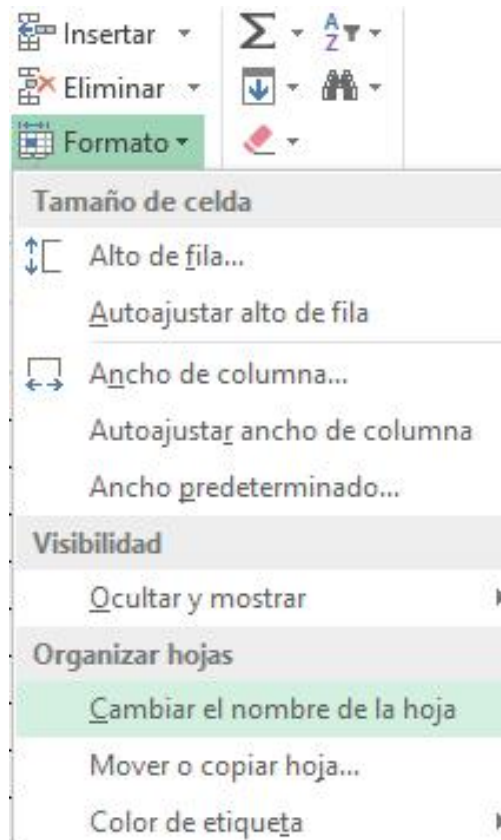 Insertar
Eliminar
Formato
Tamaño de celda
Alto de fila...
Autoajustar alto de fila
Ancho de columna...
Autoajustar ancho de columna
Ancho predeterminado...
Visibilidad
Ocultar y mostrar
Organizar hojas
Cambiar el nombre de la hoja
Mover o copiar hoja...
Color de etiqueta